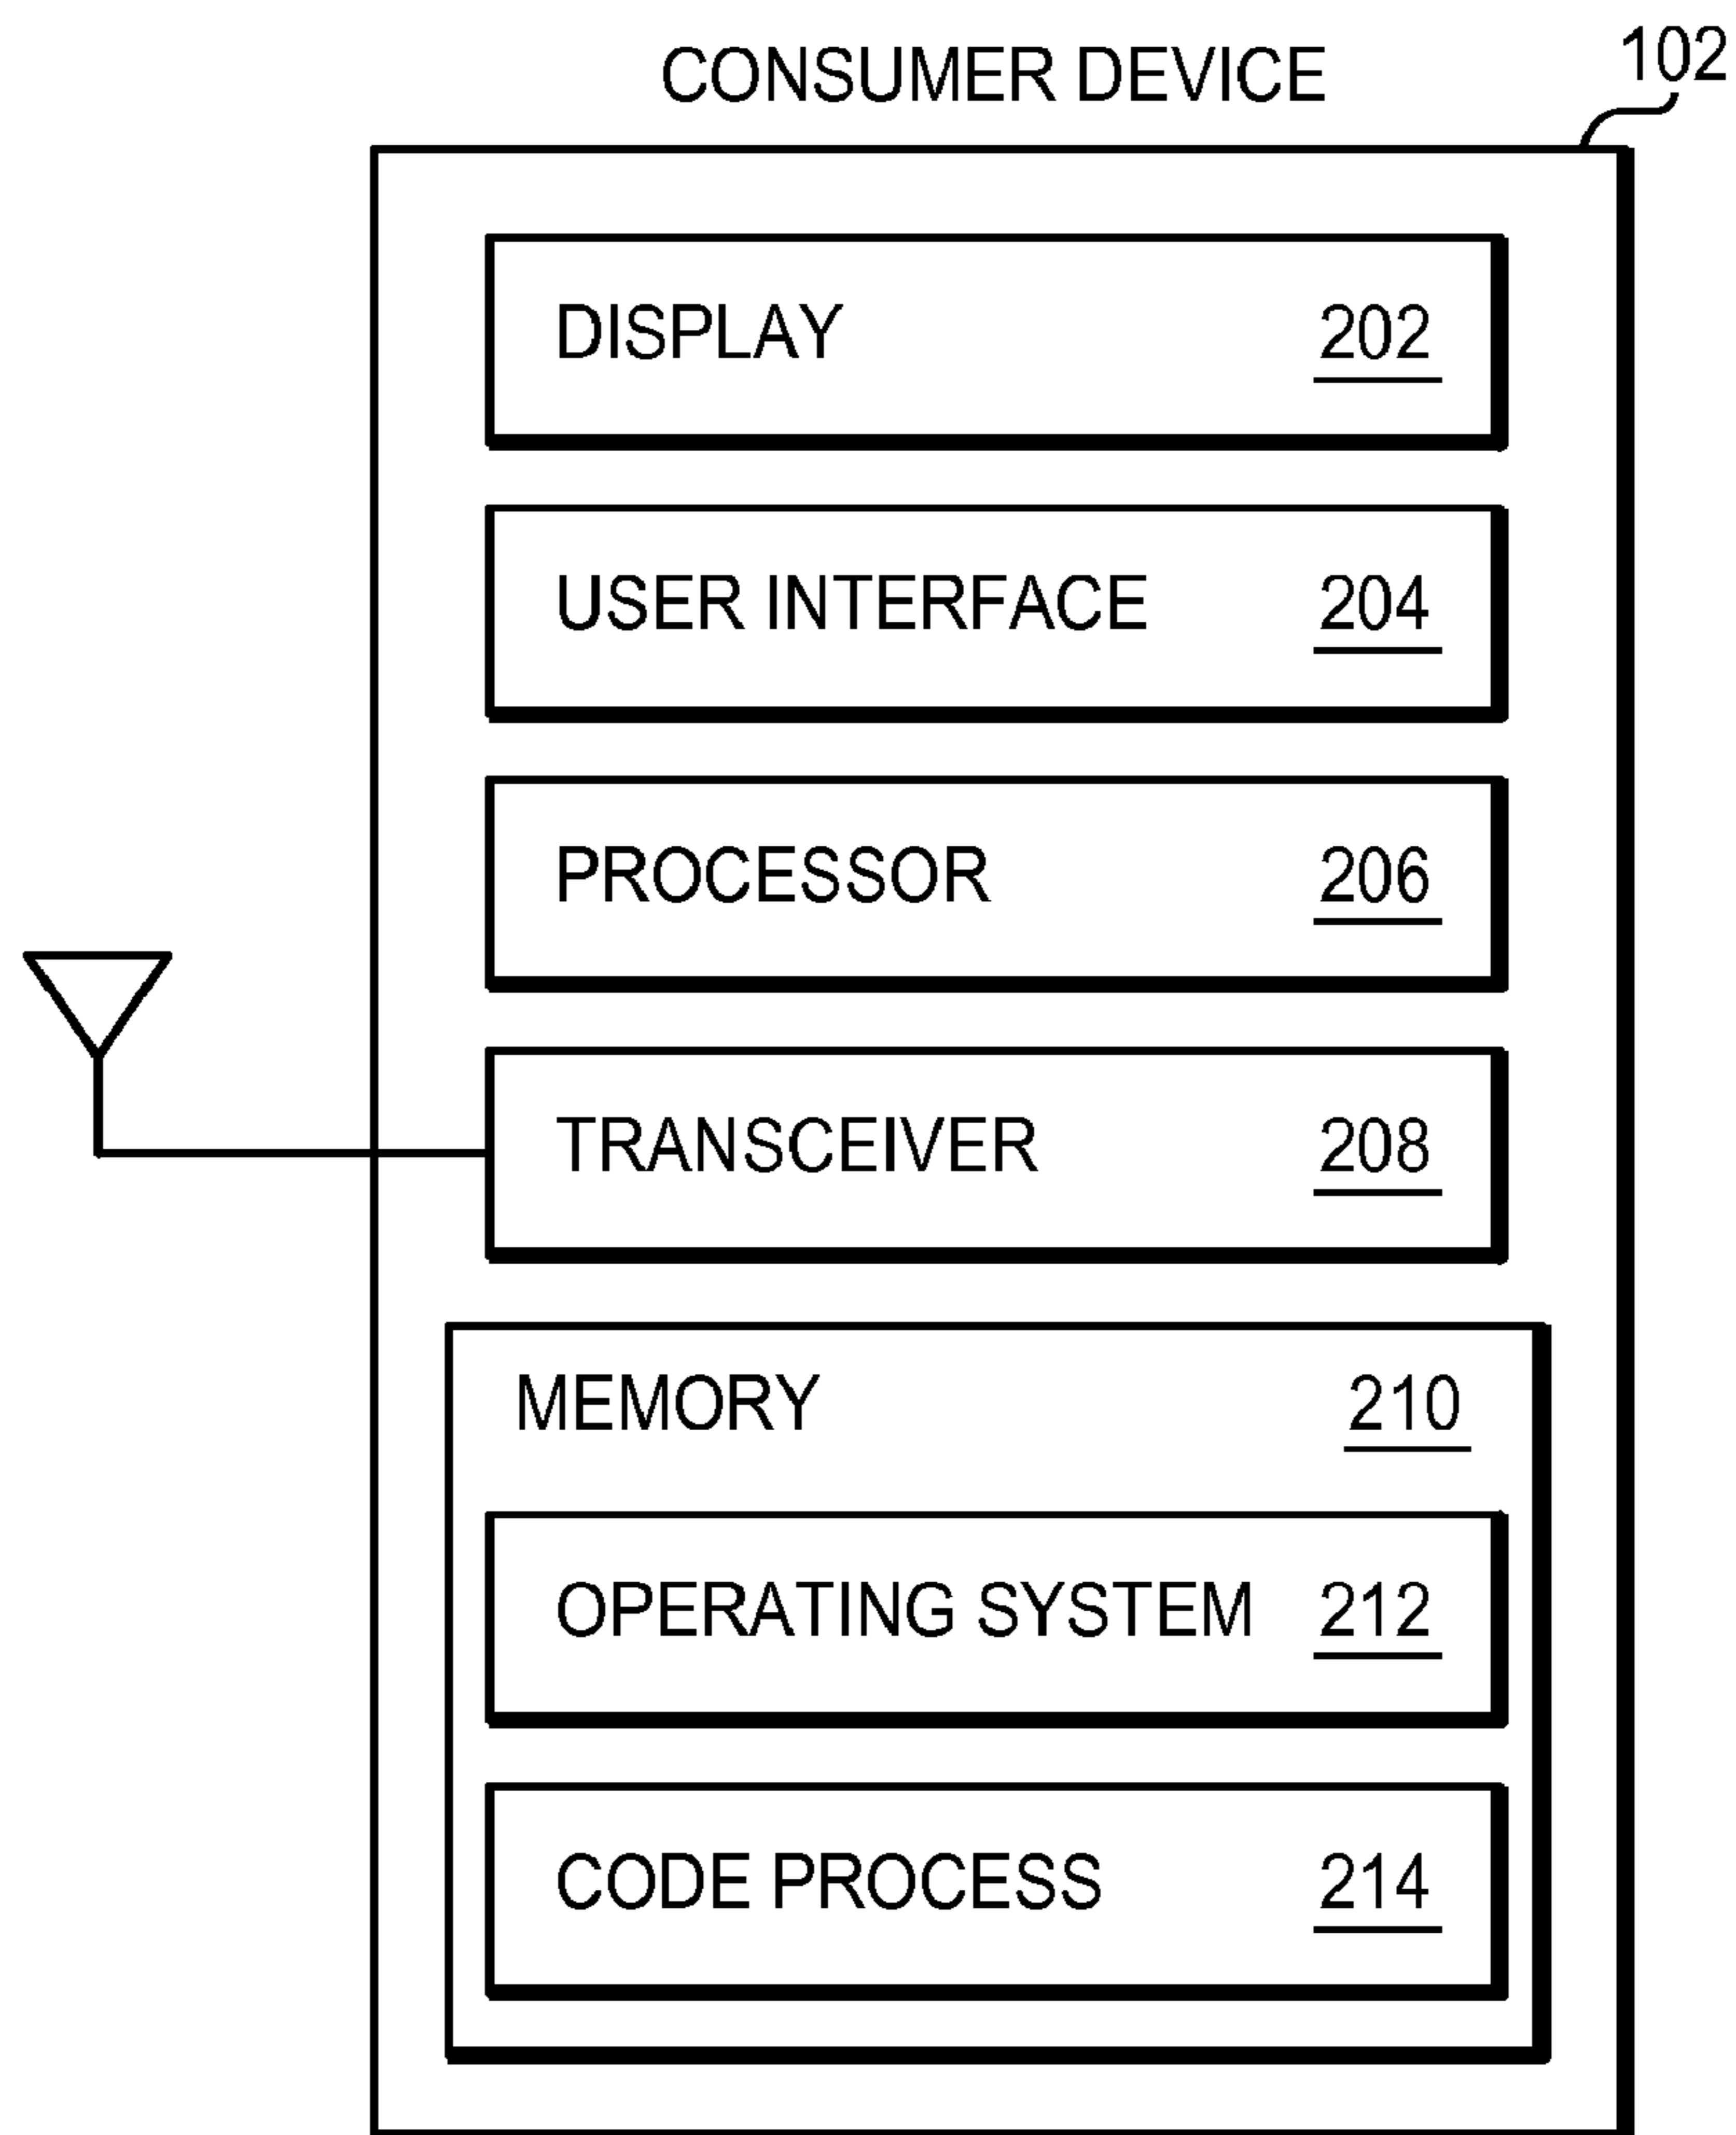 102
CONSUMER DEVICE
DISPLAY 202
USER INTERFACE 204
PROCESSOR 206
TRANSCEIVER 208
MEMORY 210
OPERATING SYSTEM 212
CODE PROCESS 214